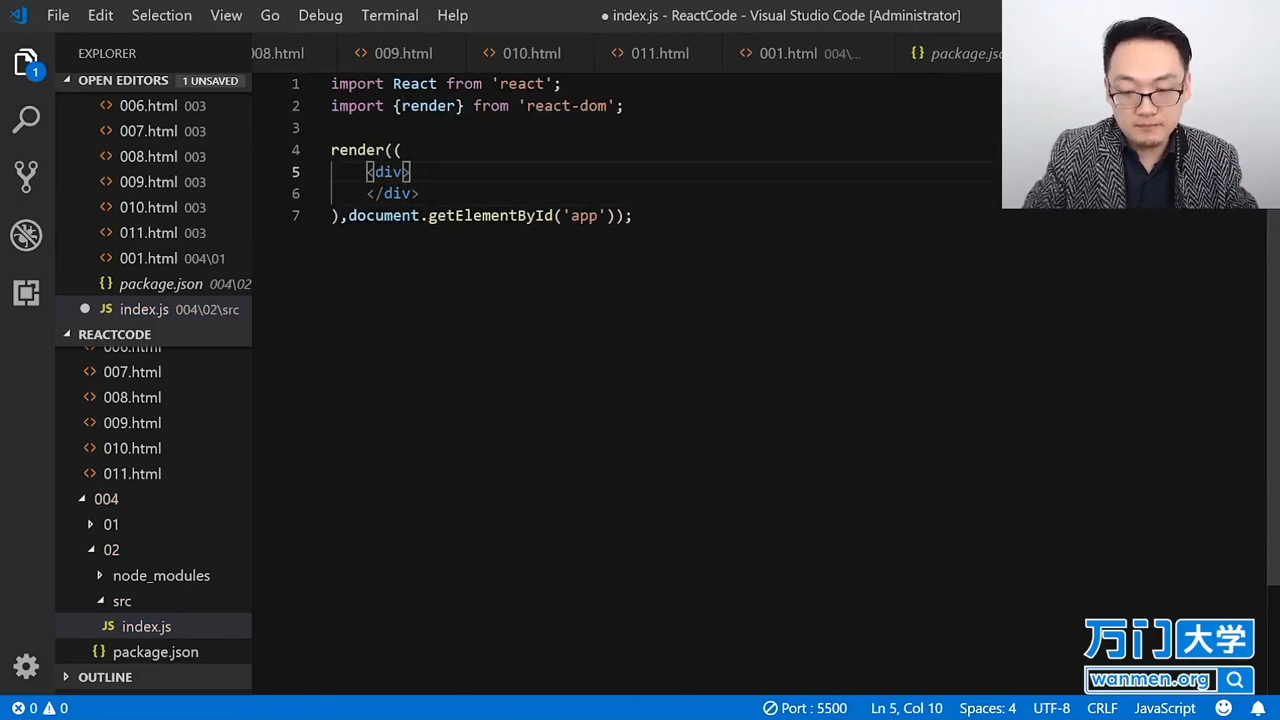 File Edit Selection View Go Debug Terminal Help
● index.js - ReactCode - Visual Studio Code [Administrator]
EXPLORER
08.html
009.html
010.html
011.html
001.html 004\...
OPEN EDITORS 1 UNSAVED
006.html 003
007.html 003
008.html 003
009.html 003
010.html 003
011.html 003
001.html 004\01
package.json 004\02
index.js 004\02\src
REACTCODE
007.html
008.html
009.html
010.html
011.html
004
01
02
node_modules
src
index.js
package.json
OUTLINE
1 import React from 'react';
2 import {render} from 'react-dom';
3
4 render((
5 <div>
6 </div>
7 ),document.getElementById('app'));
万门大学
wanmen.org
0 0
Port : 5500
Ln 5, Col 10
Spaces: 4
UTF-8
CRLF
JavaScript
1